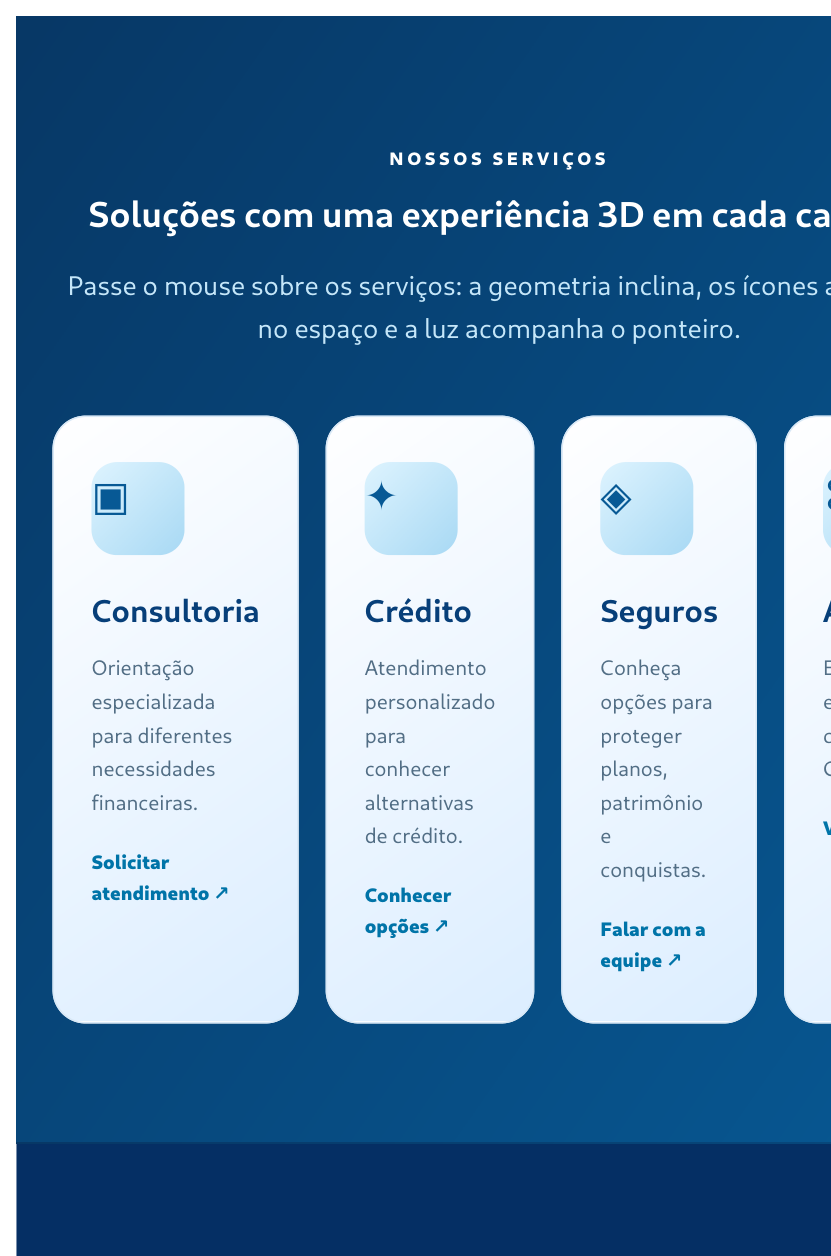 NOSSOS SERVIÇOS
Soluções com uma experiência 3D em cada
Passe o mouse sobre os serviços: a geometria inclina, os ícones
no espaço e a luz acompanha o ponteiro.
Consultoria
Orientação
especializada
para diferentes
necessidades
financeiras.
Solicitar
atendimento ↗
Crédito
Atendimento
personalizado
para
conhecer
alternativas
de crédito.
Conhecer
opções ↗
Seguros
Conheça
opções para
proteger
planos,
patrimônio
e
conquistas.
Falar com a
equipe ↗